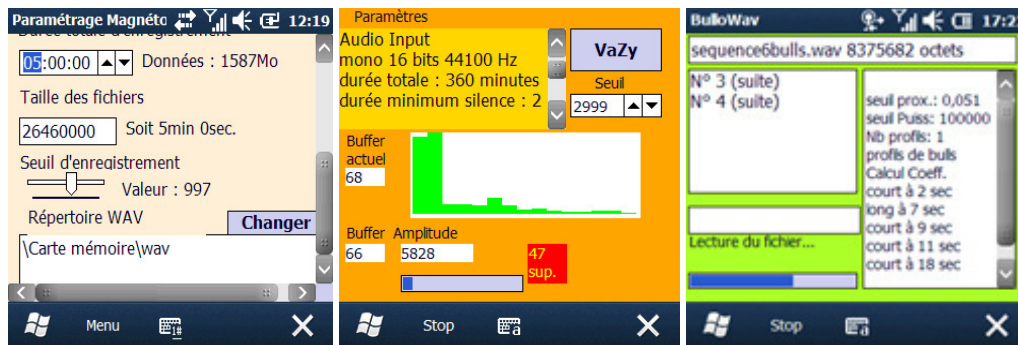 Paramétrage Magnéto 12:19
Durée totale d'enregistrement
05:00:00 Données : 1587Mo
Taille des fichiers
26460000 Soit 5min 0sec.
Seuil d'enregistrement
Valeur : 997
Répertoire WAV Changer
\Carte mémoire\wav
Menu
Paramètres
Audio Input
mono 16 bits 44100 Hz
durée totale : 360 minutes
durée minimum silence : 2
VaZy
Seuil
2999
Buffer
actuel
68
Buffer Amplitude
66 5828 47
sup.
Stop
BulloWav 17:2
sequence6bulls.wav 8375682 octets
N° 3 (suite)
N° 4 (suite)
Lecture du fichier...
seuil prox.: 0,051
seuil Puiss: 100000
Nb profils: 1
profils de bulls
Calcul Coeff.
court à 2 sec
long à 7 sec
court à 9 sec
court à 11 sec
court à 18 sec
Stop